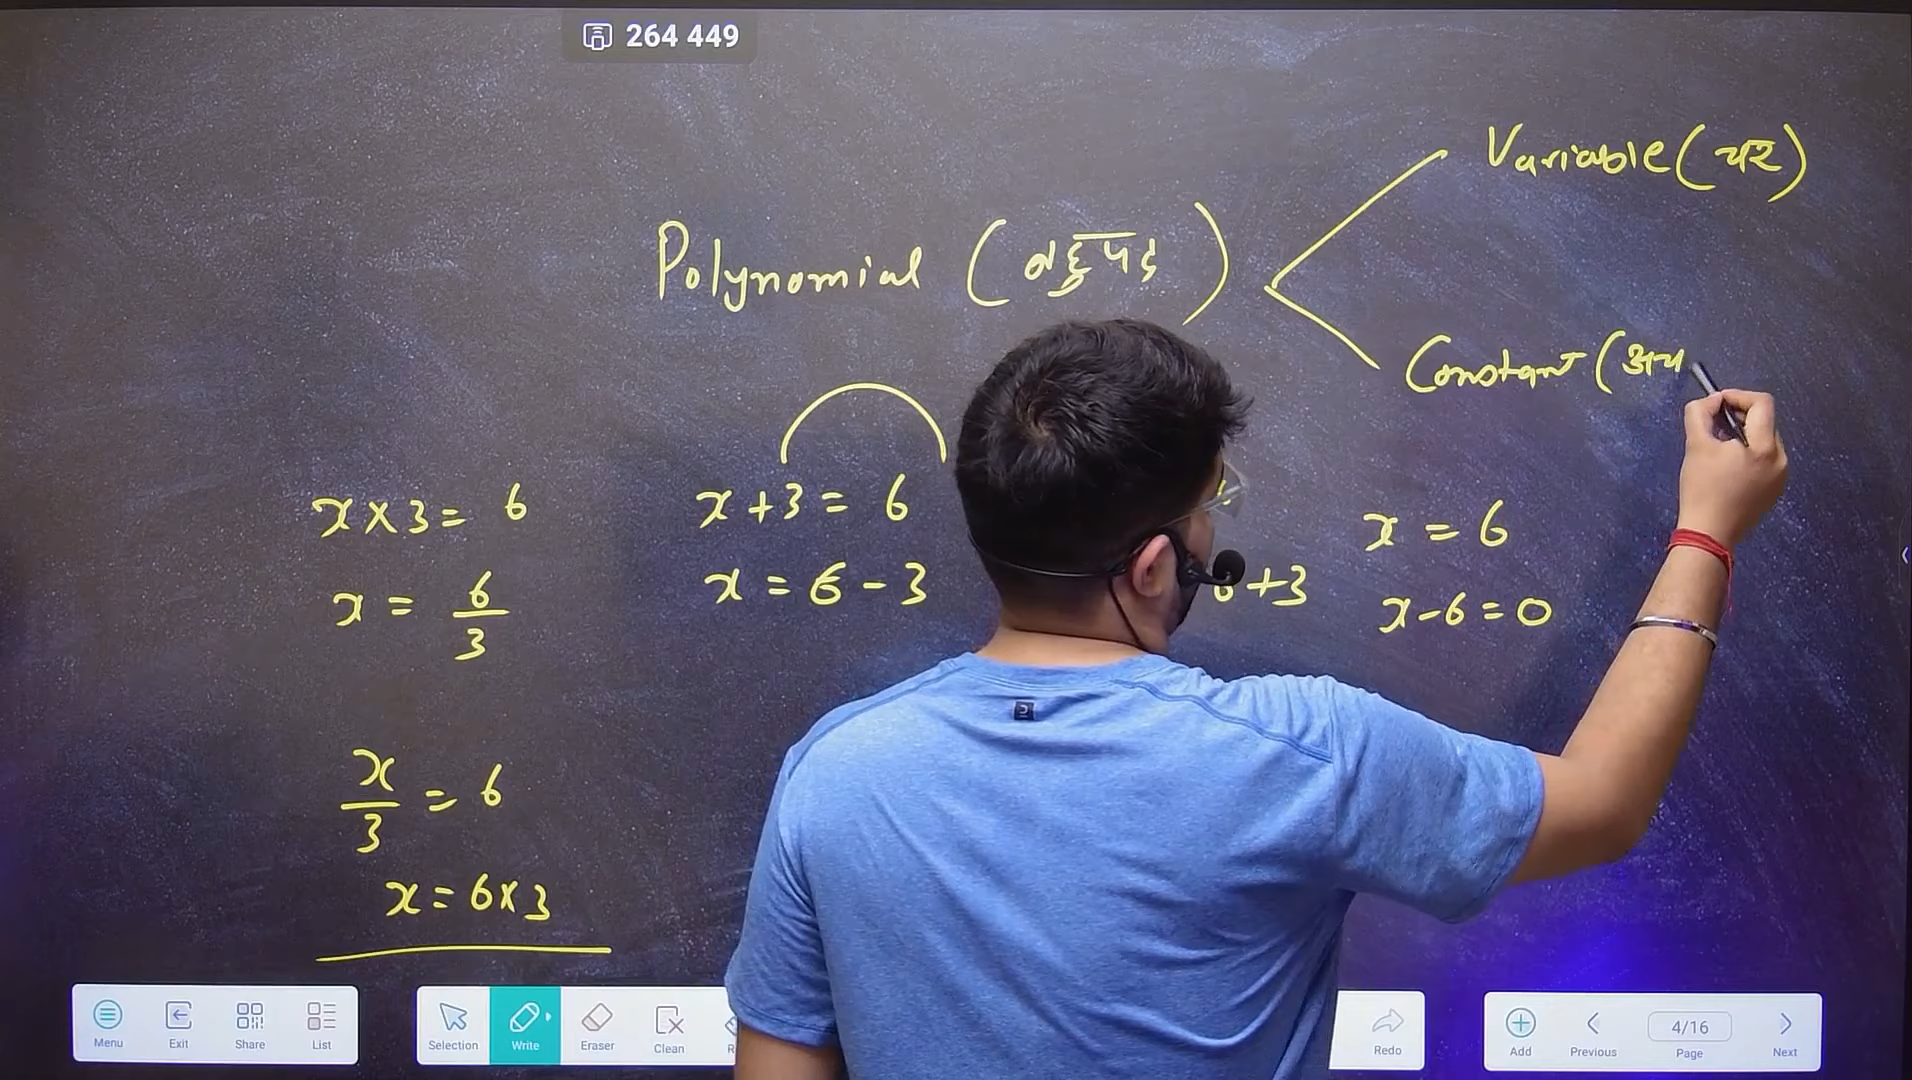 264 449
Variable (चर)
Polynomial (बहुपद)
Constant (अच
x × 3 = 6
x + 3 = 6
x = 6
x = 6/3
x = 6 - 3
+3
x - 6 = 0
x/3 = 6
x = 6 × 3
Menu Exit Share List Selection Write Eraser Clean Redo Add Previous 4/16 Page Next